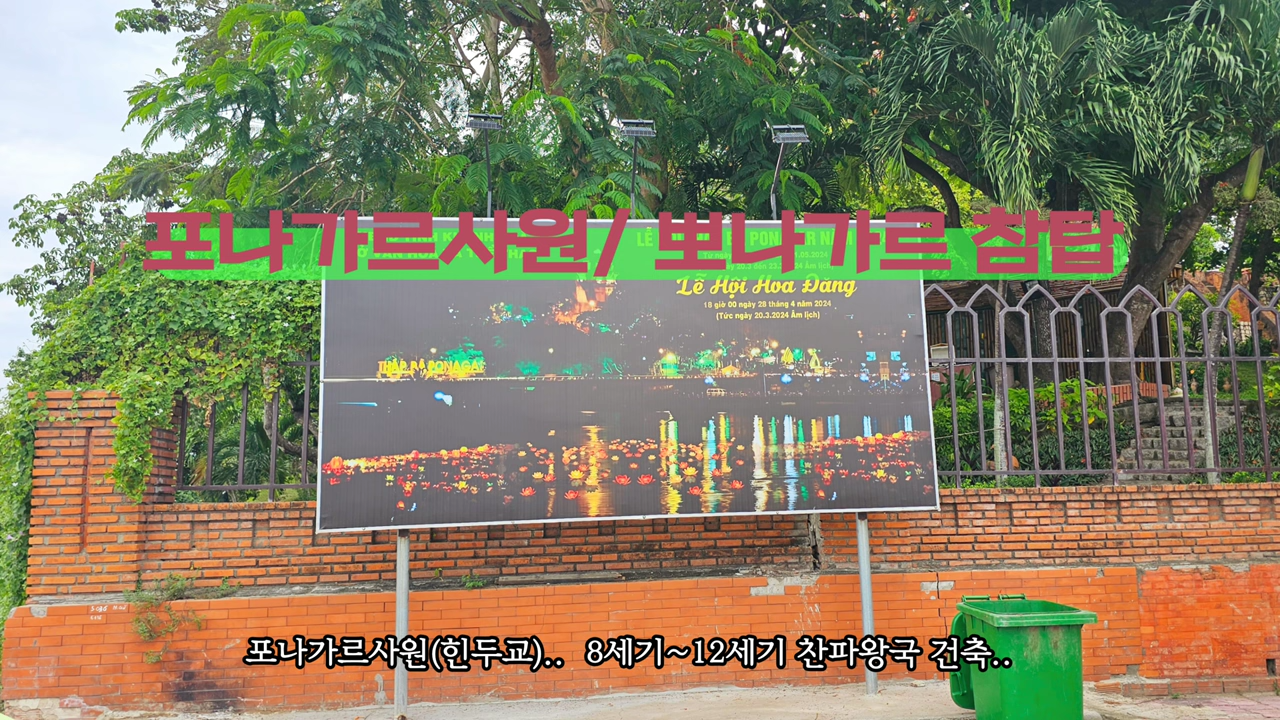 포나가르사원/ 뽀나가르 참탑
Lễ Hội Hoa Đăng
18 giờ 00 ngày 28 tháng 4 năm 2024
(Tức ngày 20.3.2024 Âm lịch)
THÁP BÀ PONAGAR
포나가르사원(힌두교).. 8세기~12세기 찬파왕국 건축..